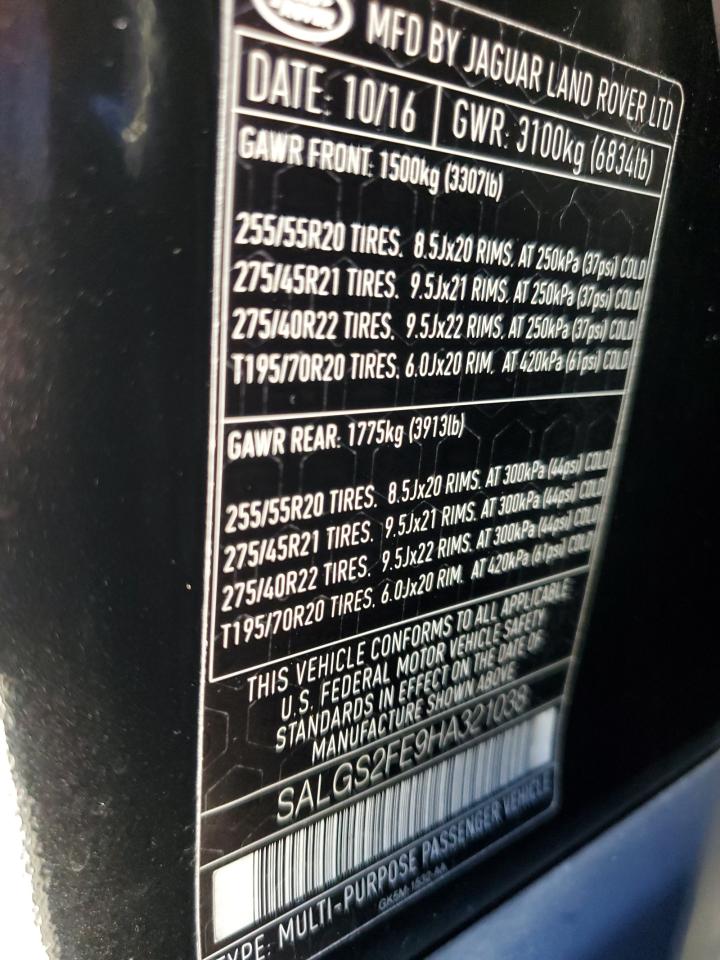 MFD BY JAGUAR LAND ROVER LTD
DATE: 10/16 GWR: 3100kg (6834lb)
GAWR FRONT: 1500kg (3307lb)
255/55R20 TIRES. 8.5Jx20 RIMS. AT 250kPa (37psi) COLD
275/45R21 TIRES. 9.5Jx21 RIMS. AT 250kPa (37psi) COLD
275/40R22 TIRES. 9.5Jx22 RIMS. AT 250kPa (37psi) COLD
T195/70R20 TIRES. 6.0Jx20 RIM. AT 420kPa (61psi) COLD
GAWR REAR: 1775kg (3913lb)
255/55R20 TIRES. 8.5Jx20 RIMS. AT 300kPa (44psi) COLD
275/45R21 TIRES. 9.5Jx21 RIMS. AT 300kPa (44psi) COLD
275/40R22 TIRES. 9.5Jx22 RIMS. AT 300kPa (44psi) COLD
T195/70R20 TIRES. 6.0Jx20 RIM. AT 420kPa (61psi) COLD
THIS VEHICLE CONFORMS TO ALL APPLICABLE
U.S. FEDERAL MOTOR VEHICLE SAFETY
STANDARDS IN EFFECT ON THE DATE OF
MANUFACTURE SHOWN ABOVE
SALGS2FE9HA321038
TYPE: MULTI-PURPOSE PASSENGER VEHICLE